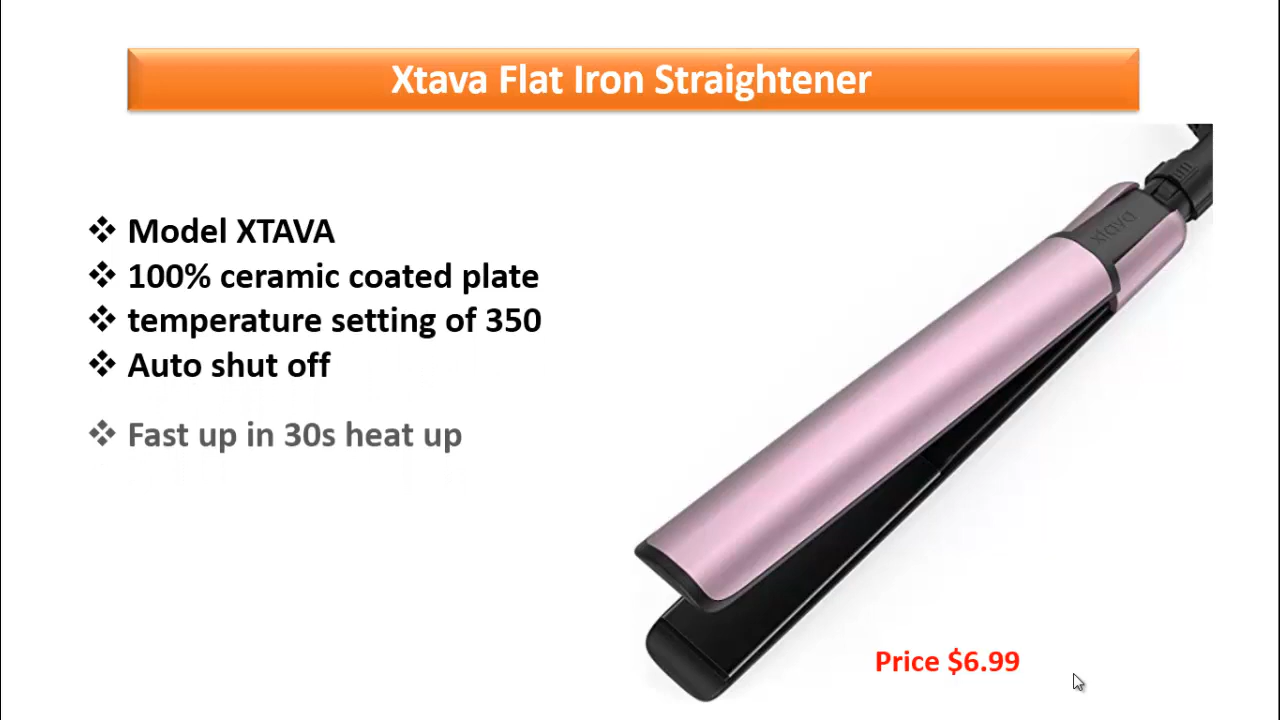 Xtava Flat Iron Straightener
Model XTAVA
100% ceramic coated plate
temperature setting of 350
Auto shut off
Fast up in 30s heat up
xtava
Price $6.99